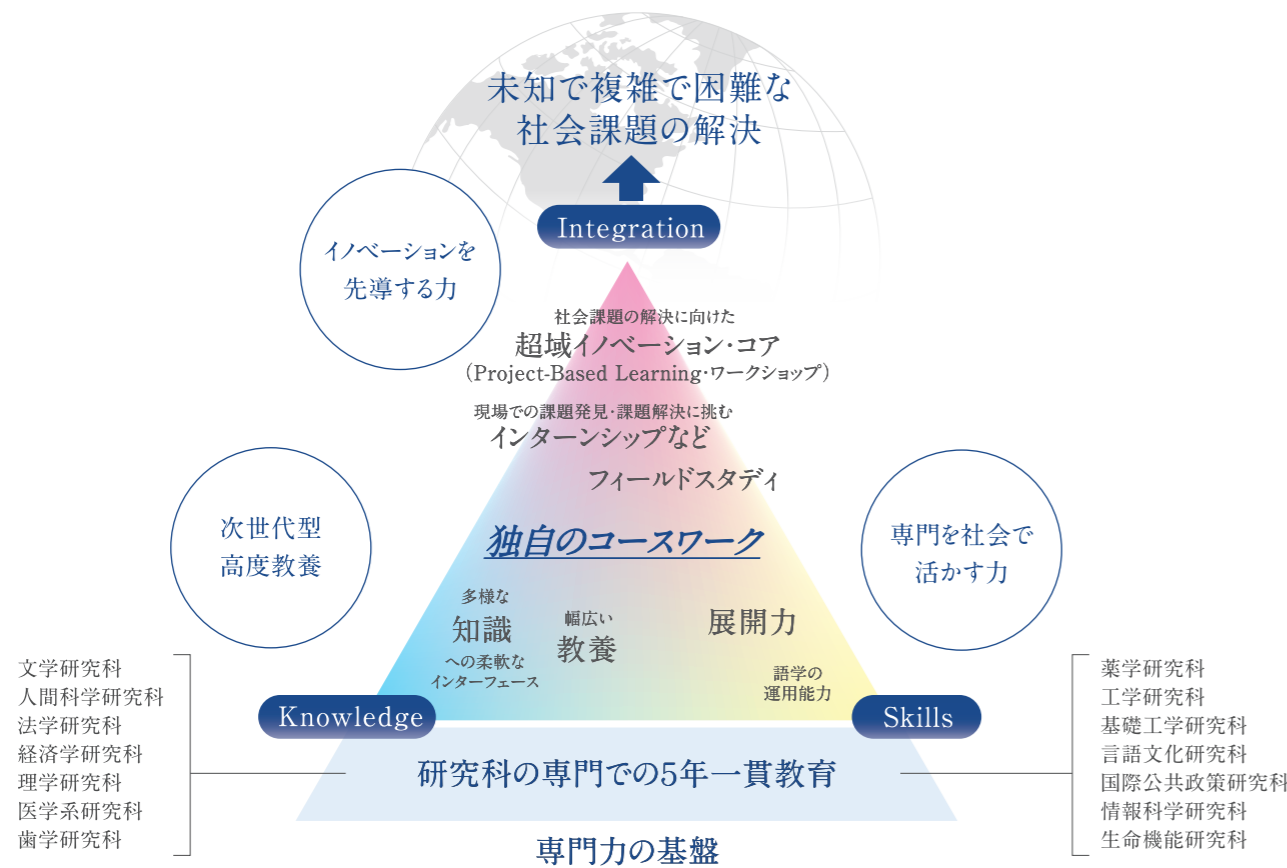 未知で複雑で困難な
社会課題の解決
Integration
イノベーションを
先導する力
社会課題の解決に向けた
超域イノベーション・コア
（Project-Based Learning・ワークショップ）
現場での課題発見・課題解決に挑む
インターンシップなど
フィールドスタディ
次世代型
高度教養
独自のコースワーク
専門を社会で
活かす力
多様な
知識
への柔軟な
インターフェース
幅広い
教養
展開力
語学の
運用能力
Knowledge
Skills
文学研究科
人間科学研究科
法学研究科
経済学研究科
理学研究科
医学系研究科
歯学研究科
研究科の専門での5年一貫教育
薬学研究科
工学研究科
基礎工学研究科
言語文化研究科
国際公共政策研究科
情報科学研究科
生命機能研究科
専門力の基盤